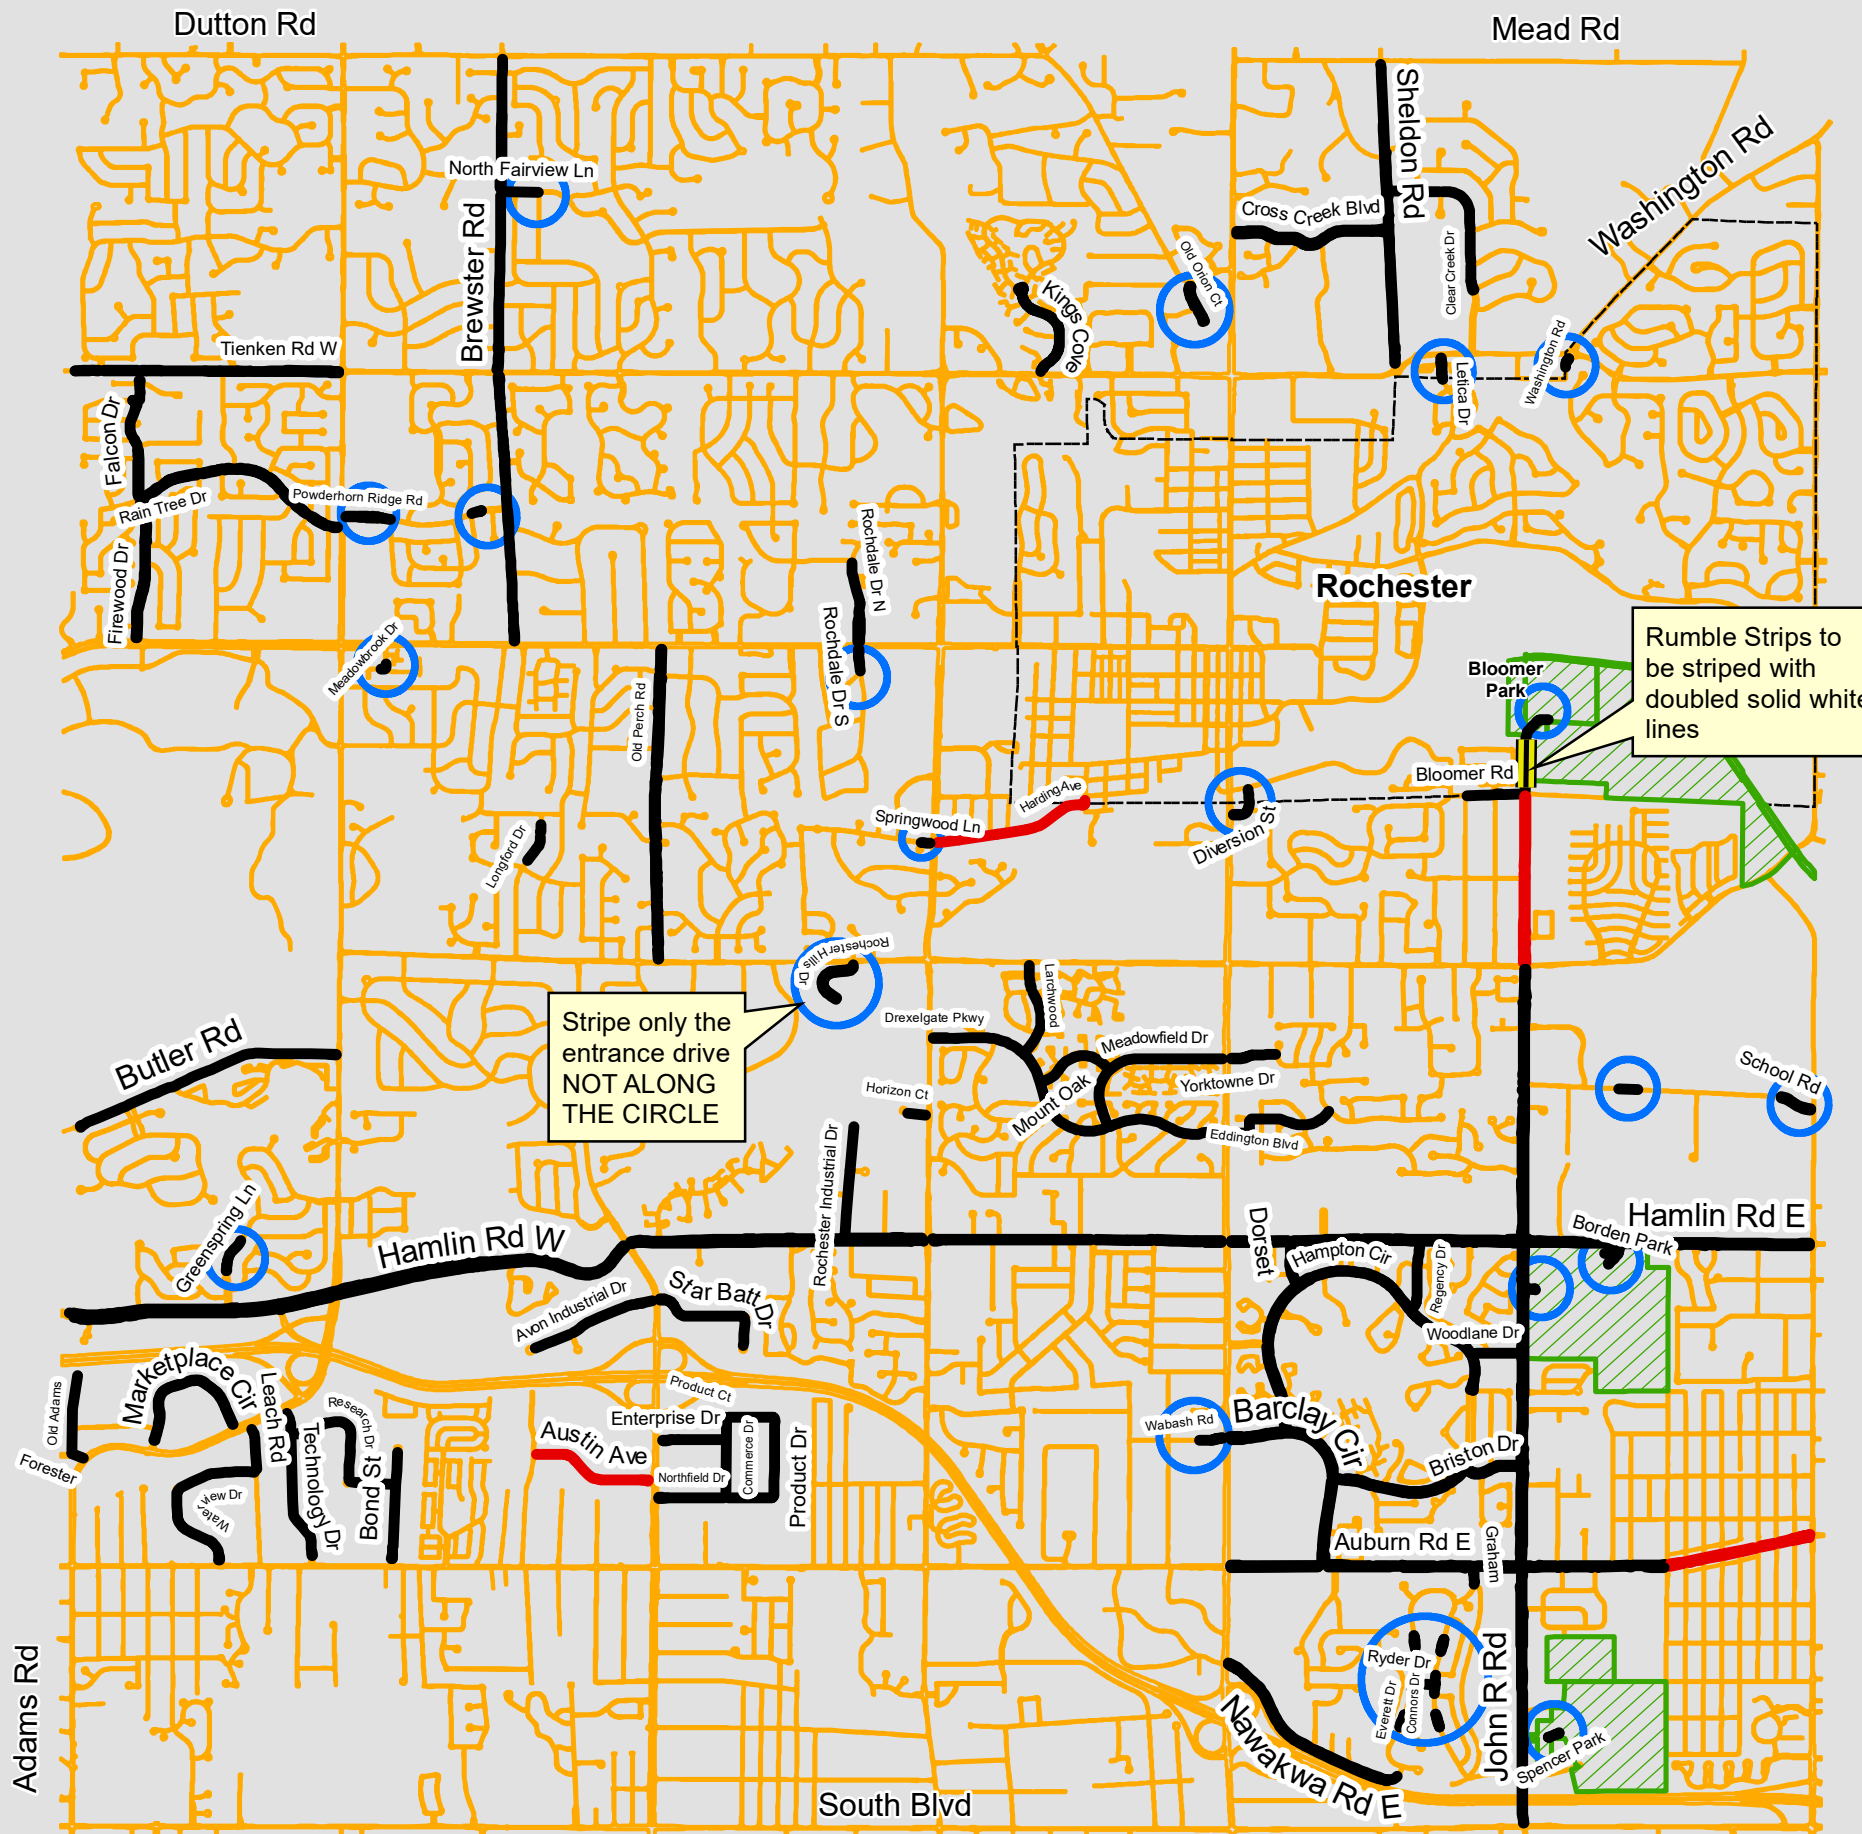 Dutton Rd
Mead Rd
Sheldon Rd
Washington Rd
North Fairview Ln
Brewster Rd
Cross Creek Blvd
Clear Creek Dr
Old Orion Ct
Kings Cove
Tienken Rd W
Washington Rd
Letica Dr
Falcon Dr
Rain Tree Dr
Powderhorn Ridge Rd
Firewood Dr
Rochdale Dr N
Rochdale Dr S
Rochester
Meadowbrook Dr
Old Perch Rd
Bloomer
Park
Rumble Strips to
be striped with
doubled solid white
lines
Bloomer Rd
Harding Ave
Springwood Ln
Diversion St
Longford Dr
Rochester Hills Dr
Stripe only the
entrance drive
NOT ALONG
THE CIRCLE
Larchwood
Drexelgate Pkwy
Meadowfield Dr
Butler Rd
Yorktowne Dr
Mount Oak
Horizon Ct
School Rd
Eddington Blvd
Rochester Industrial Dr
Greenspring Ln
Hamlin Rd W
Hamlin Rd E
Borden Park
Dorset
Hampton Cir
Regency Dr
Avon Industrial Dr
Star Batt Dr
Woodlane Dr
Marketplace Cir
Old Adams
Leach Rd
Research Dr
Product Ct
Enterprise Dr
Commerce Dr
Product Dr
Austin Ave
Northfield Dr
Wabash Rd
Barclay Cir
Briston Dr
Forester
Technology Dr
Bond St
Water view Dr
Auburn Rd E
Graham
Ryder Dr
Everett Dr
Connors Dr
John R Rd
Spencer Park
Adams Rd
Nawakwa Rd E
South Blvd